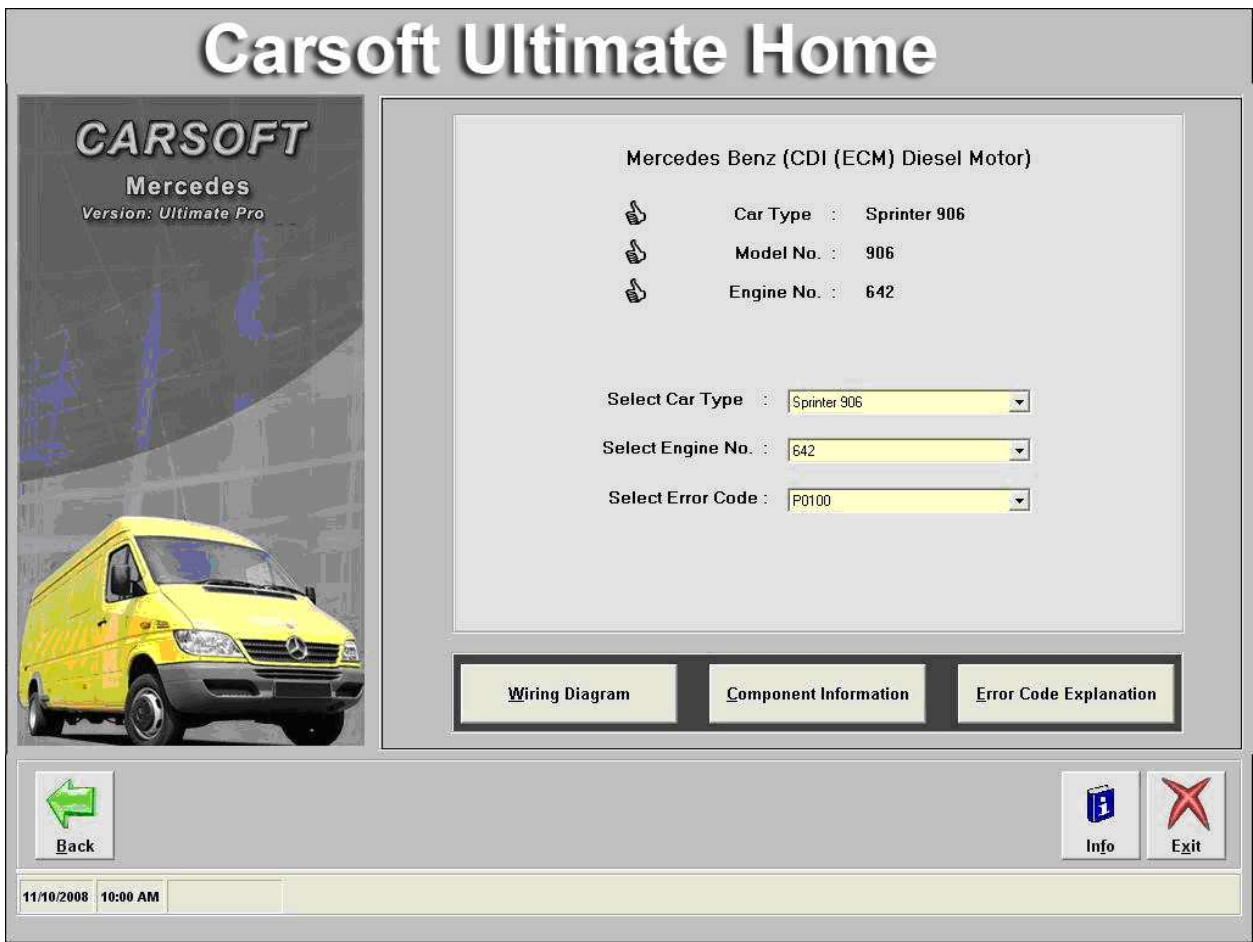 Carsoft Ultimate Home
CARSOFT
Mercedes
Version: Ultimate Pro
Mercedes Benz (CDI (ECM) Diesel Motor)
Car Type : Sprinter 906
Model No. : 906
Engine No. : 642
Select Car Type : Sprinter 906
Select Engine No. : 642
Select Error Code : P0100
Wiring Diagram Component Information Error Code Explanation
Back Info Exit
11/10/2008 10:00 AM